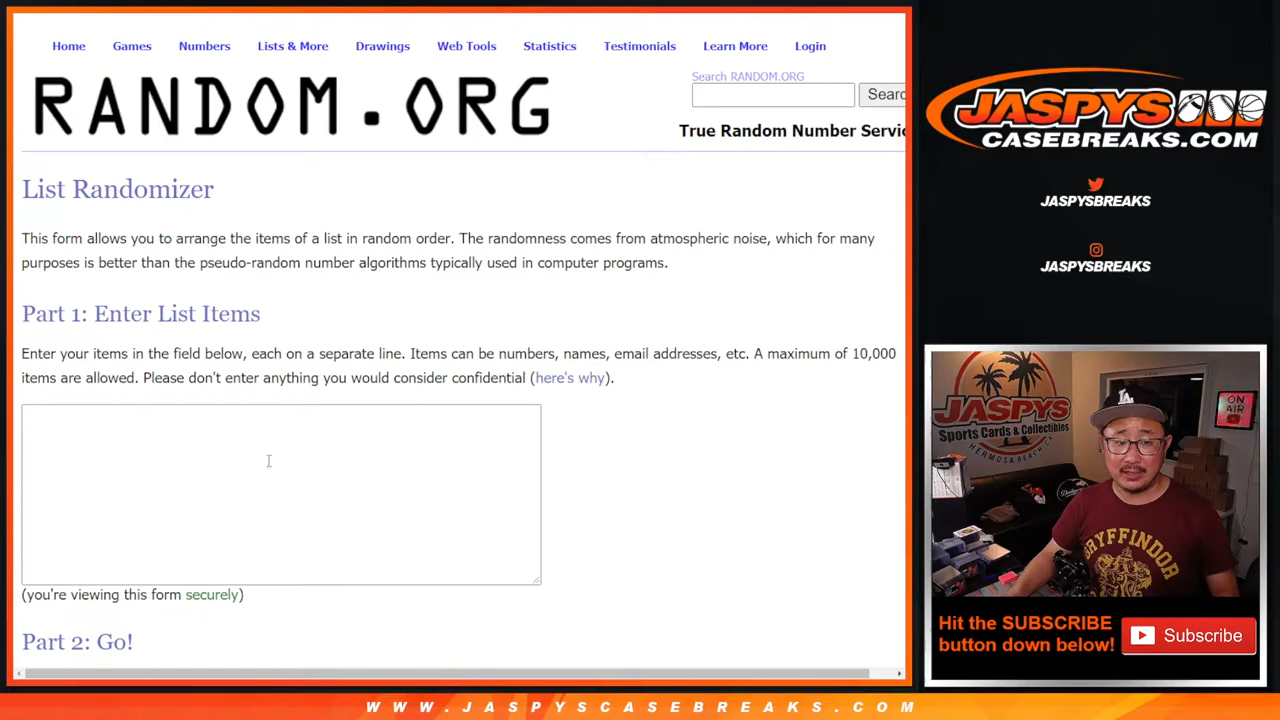 Home Games Numbers Lists & More Drawings Web Tools Statistics Testimonials Learn More Login
RANDOM.ORG
Search RANDOM.ORG
Searc
True Random Number Servic
List Randomizer
This form allows you to arrange the items of a list in random order. The randomness comes from atmospheric noise, which for many
purposes is better than the pseudo-random number algorithms typically used in computer programs.
Part 1: Enter List Items
Enter your items in the field below, each on a separate line. Items can be numbers, names, email addresses, etc. A maximum of 10,000
items are allowed. Please don't enter anything you would consider confidential (here's why).
(you're viewing this form securely)
Part 2: Go!
JASPYS
CASEBREAKS.COM
JASPYSBREAKS
JASPYSBREAKS
JASPYS
Sports Cards & Collectibles
HERMOSA BEACH
ON
AIR
LA
GRYFFINDOR
Hit the SUBSCRIBE
button down below!
Subscribe
WWW.JASPYSCASEBREAKS.COM